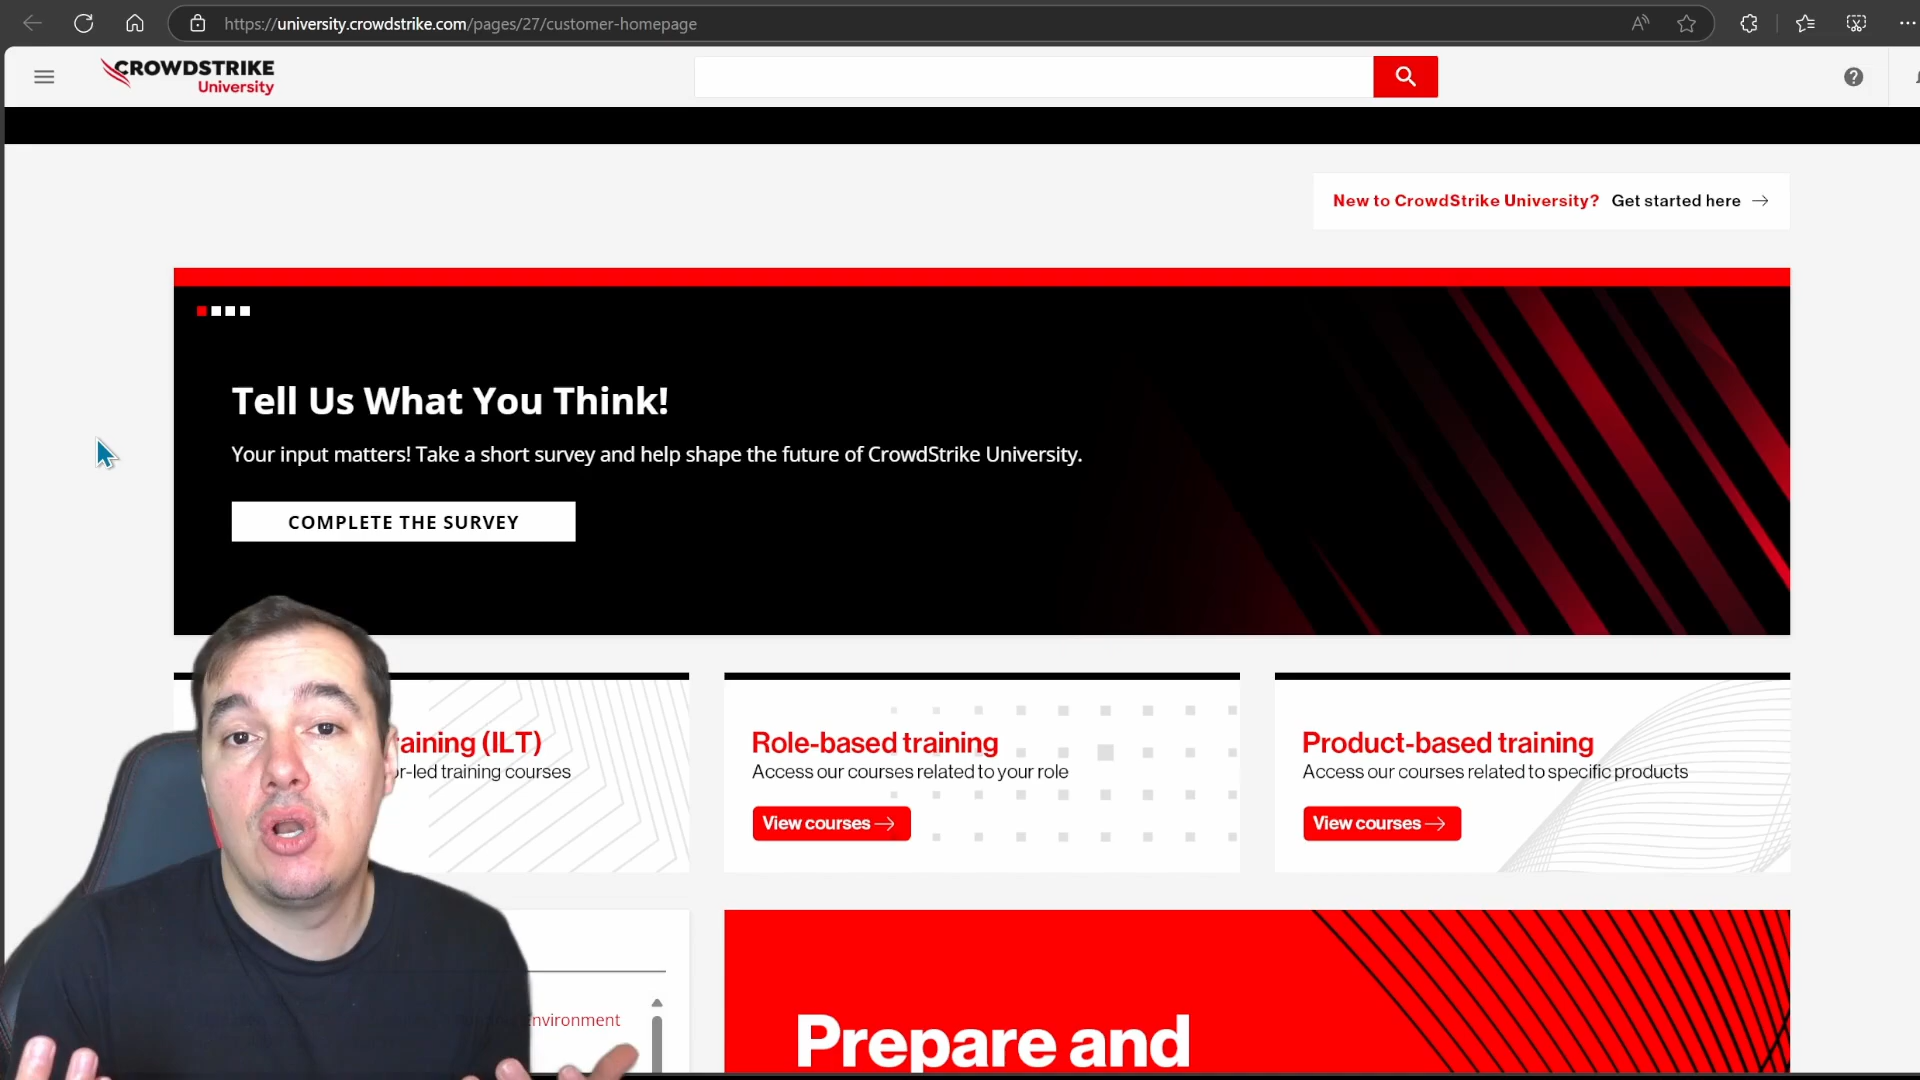 https://university.crowdstrike.com/pages/27/customer-homepage
CROWDSTRIKE
University
New to CrowdStrike University? Get started here
Tell Us What You Think!
Your input matters! Take a short survey and help shape the future of CrowdStrike University.
COMPLETE THE SURVEY
aining (ILT)
r-led training courses
Role-based training
Access our courses related to your role
View courses
Product-based training
Access our courses related to specific products
View courses
nvironment
Prepare and